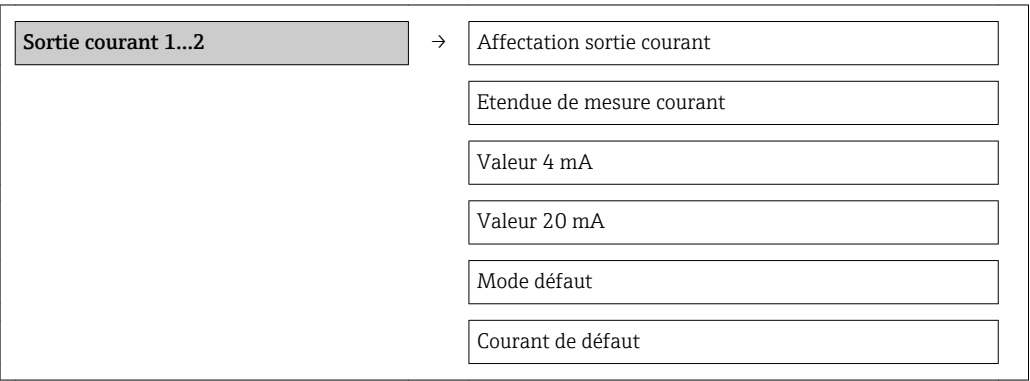 Sortie courant 1...2 → Affectation sortie courant
Etendue de mesure courant
Valeur 4 mA
Valeur 20 mA
Mode défaut
Courant de défaut